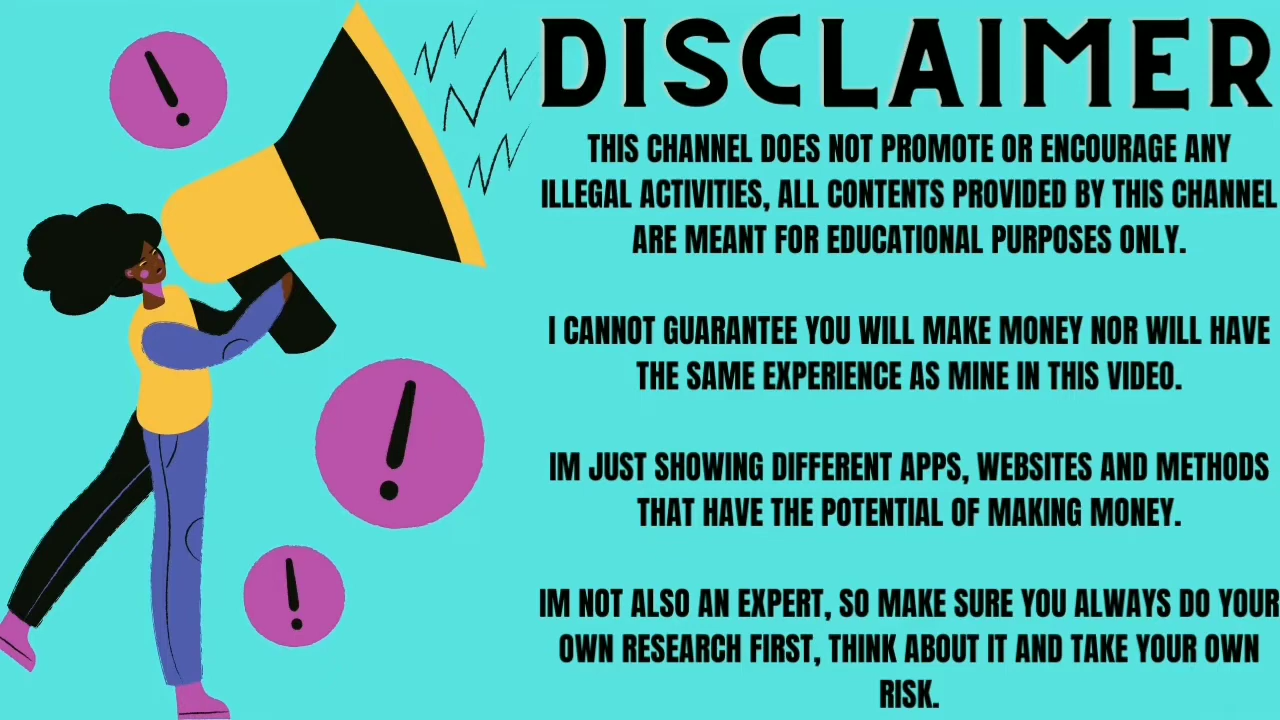 DISCLAIMER
THIS CHANNEL DOES NOT PROMOTE OR ENCOURAGE ANY
ILLEGAL ACTIVITIES, ALL CONTENTS PROVIDED BY THIS CHANNEL
ARE MEANT FOR EDUCATIONAL PURPOSES ONLY.
I CANNOT GUARANTEE YOU WILL MAKE MONEY NOR WILL HAVE
THE SAME EXPERIENCE AS MINE IN THIS VIDEO.
IM JUST SHOWING DIFFERENT APPS, WEBSITES AND METHODS
THAT HAVE THE POTENTIAL OF MAKING MONEY.
IM NOT ALSO AN EXPERT, SO MAKE SURE YOU ALWAYS DO YOUR
OWN RESEARCH FIRST, THINK ABOUT IT AND TAKE YOUR OWN
RISK.